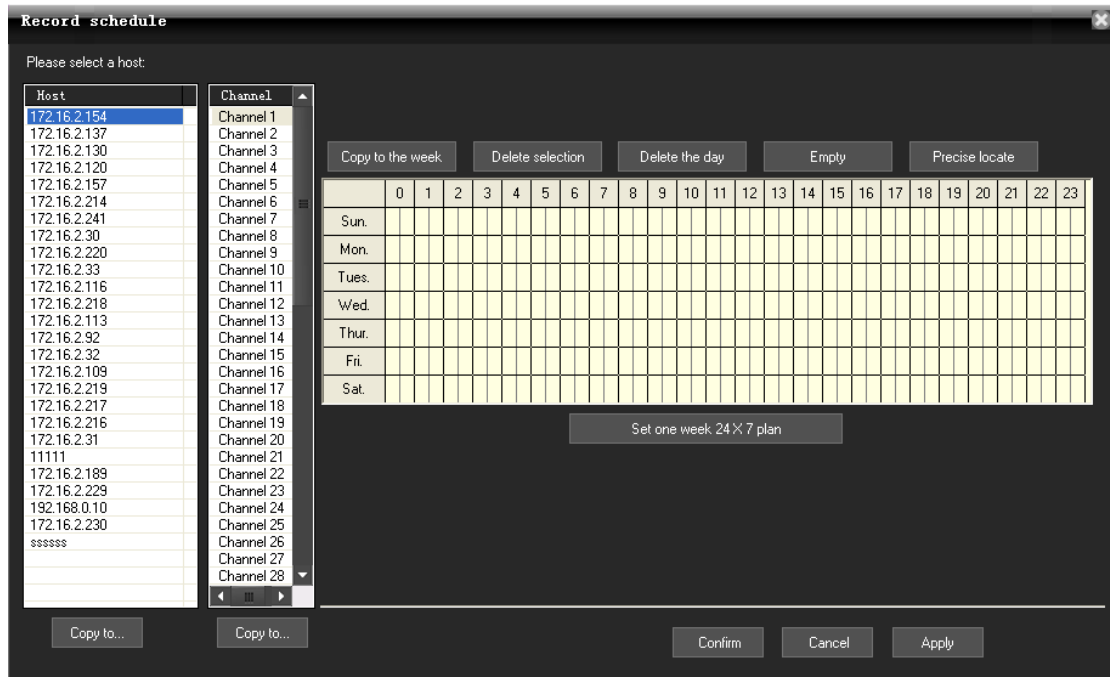 Record schedule
Please select a host:
Host
172.16.2.154
172.16.2.137
172.16.2.130
172.16.2.120
172.16.2.157
172.16.2.214
172.16.2.241
172.16.2.30
172.16.2.220
172.16.2.33
172.16.2.116
172.16.2.218
172.16.2.113
172.16.2.92
172.16.2.32
172.16.2.109
172.16.2.219
172.16.2.217
172.16.2.216
172.16.2.31
11111
172.16.2.189
172.16.2.229
192.168.0.10
172.16.2.230
ssssss
Copy to...
Channel
Channel 1
Channel 2
Channel 3
Channel 4
Channel 5
Channel 6
Channel 7
Channel 8
Channel 9
Channel 10
Channel 11
Channel 12
Channel 13
Channel 14
Channel 15
Channel 16
Channel 17
Channel 18
Channel 19
Channel 20
Channel 21
Channel 22
Channel 23
Channel 24
Channel 25
Channel 26
Channel 27
Channel 28
Copy to...
Copy to the week Delete selection Delete the day Empty Precise locate
0 1 2 3 4 5 6 7 8 9 10 11 12 13 14 15 16 17 18 19 20 21 22 23
Sun.
Mon.
Tues.
Wed.
Thur.
Fri.
Sat.
Set one week 24 X 7 plan
Confirm Cancel Apply